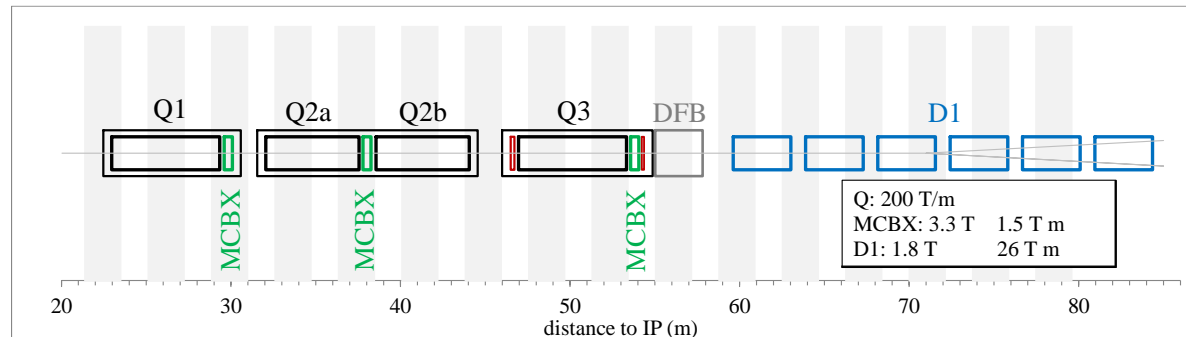 Q1
Q2a
Q2b
Q3
DFB
D1
MCBX
MCBX
MCBX
Q: 200 T/m
MCBX: 3.3 T 1.5 T m
D1: 1.8 T 26 T m
20 30 40 50 60 70 80
distance to IP (m)